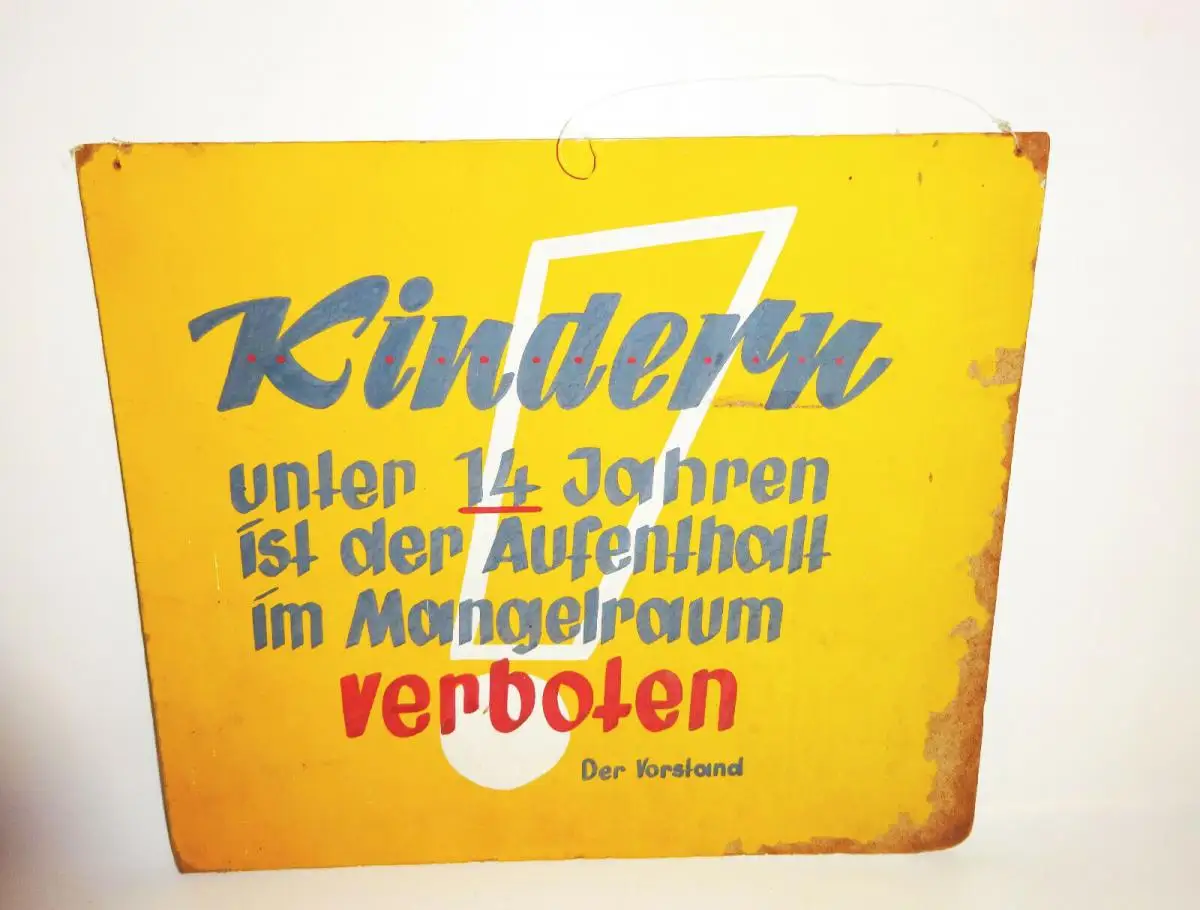 Kindern
unter 14 Jahren
ist der Aufenthalt
im Mangelraum
verboten
Der Vorstand